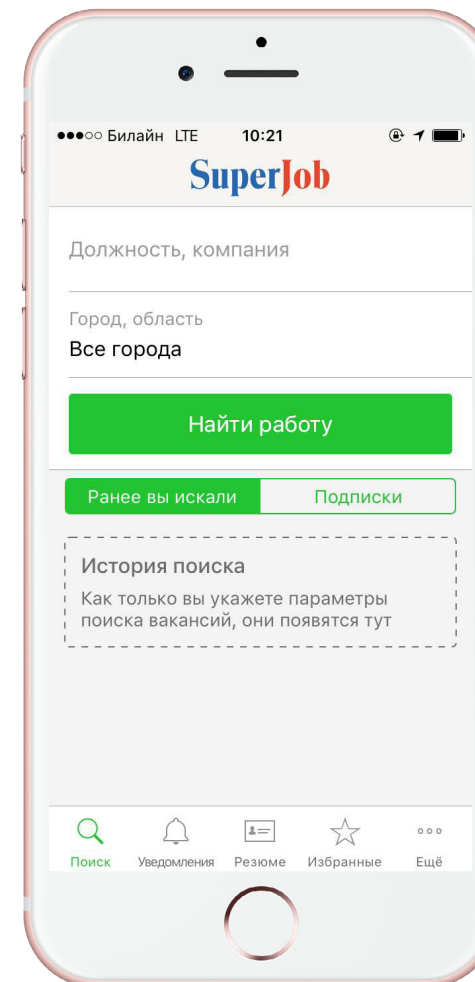 Билайн LTE 10:21
SuperJob
Должность, компания
Город, область
Все города
Найти работу
Ранее вы искали Подписки
История поиска
Как только вы укажете параметры
поиска вакансий, они появятся тут
Поиск Уведомления Резюме Избранные Ещё